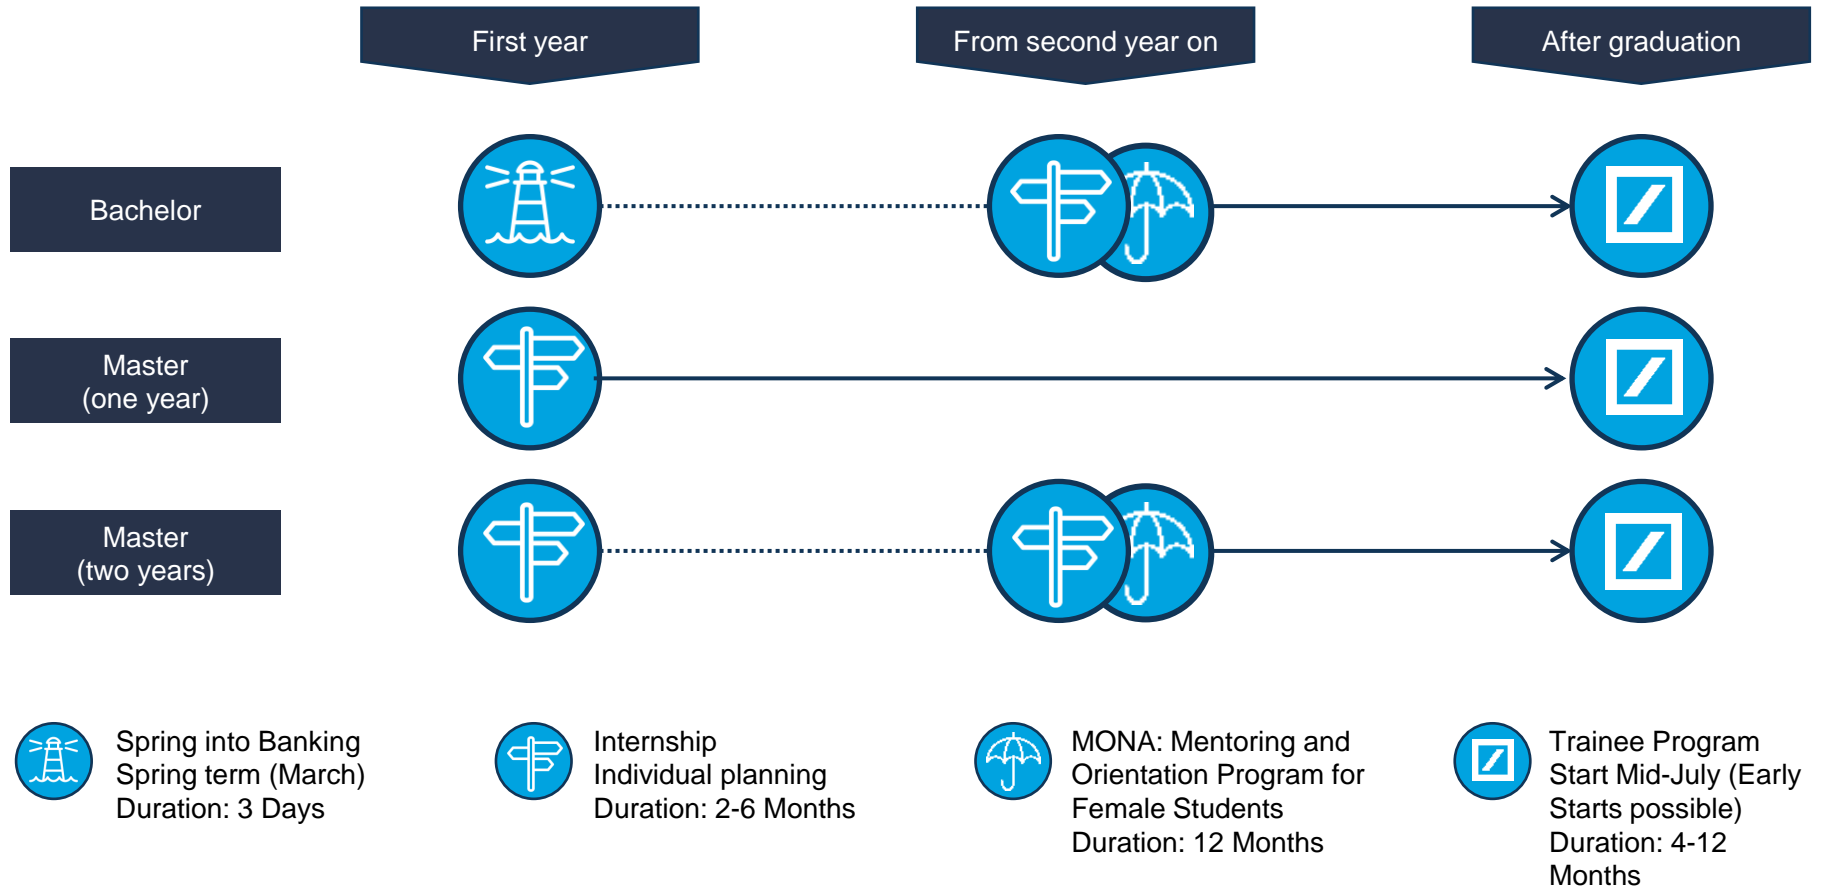 First year
From second year on
After graduation
Bachelor
Master
(one year)
Master
(two years)
Spring into Banking
Spring term (March)
Duration: 3 Days
Internship
Individual planning
Duration: 2-6 Months
MONA: Mentoring and
Orientation Program for
Female Students
Duration: 12 Months
Trainee Program
Start Mid-July (Early
Starts possible)
Duration: 4-12
Months